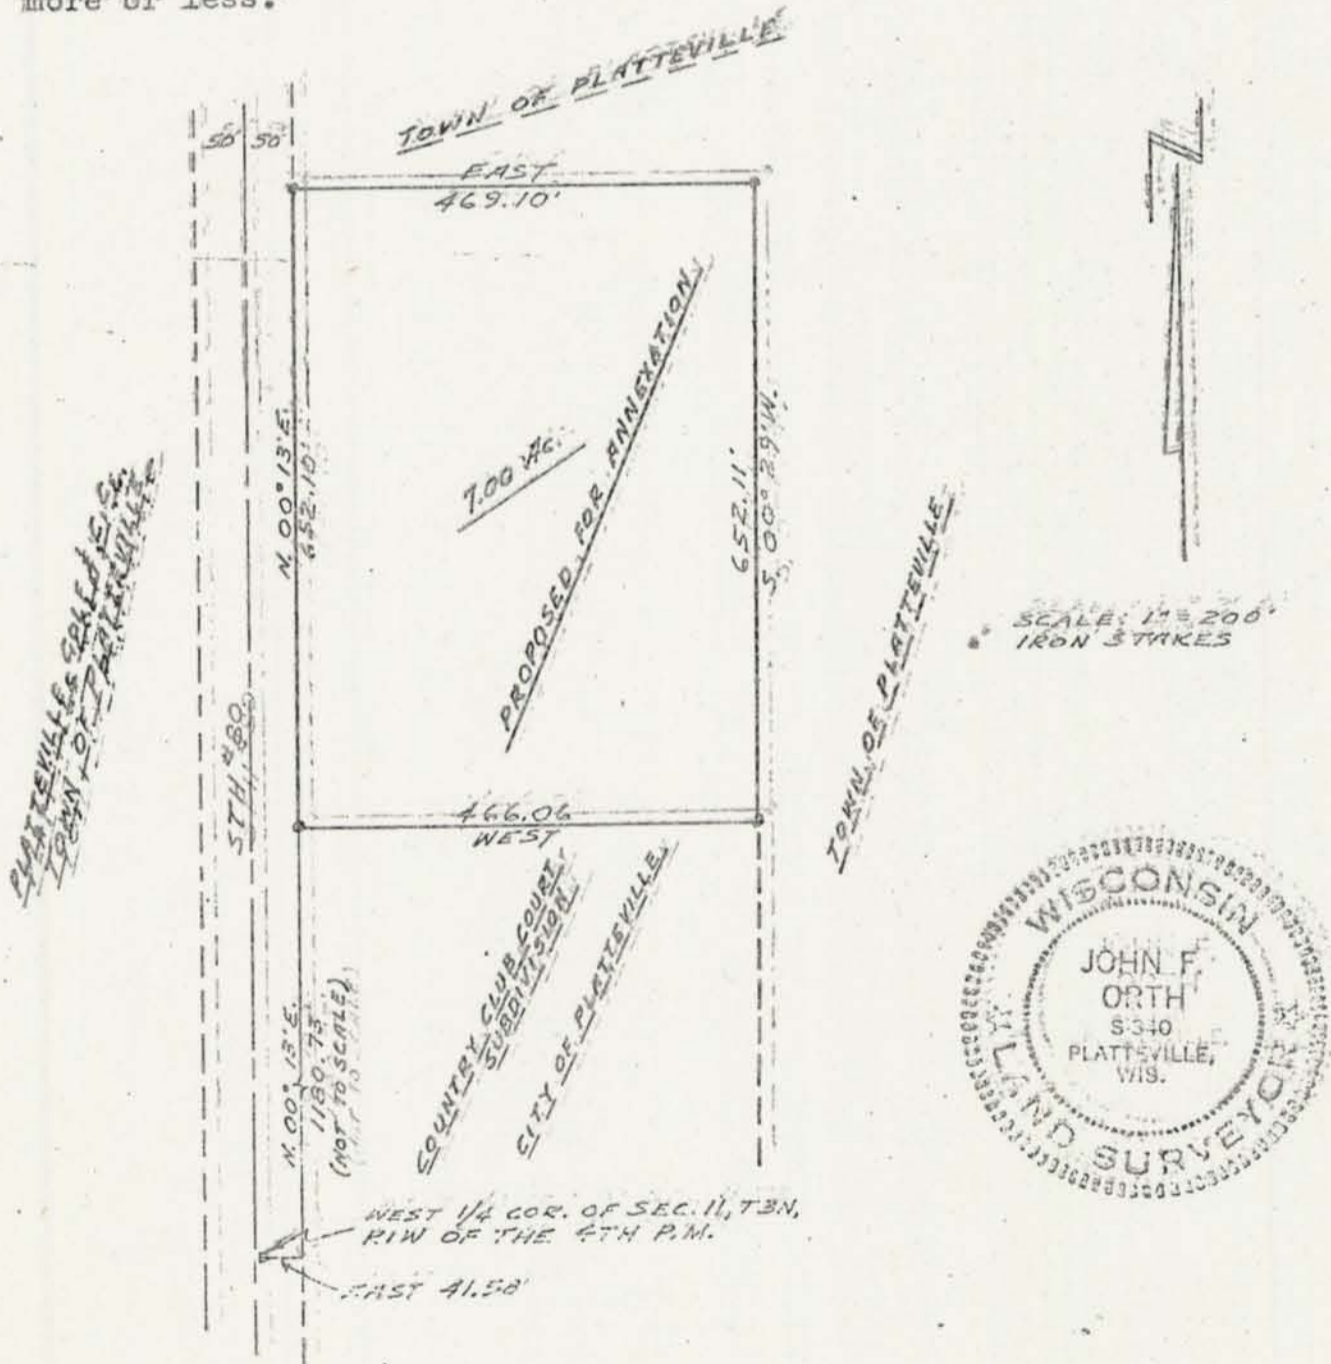 more or less.
TOWN OF PLATTEVILLE
50' 50'
EAST
469.10'
N. 00° 13' E.
652.10'
7.00 Ac.
PROPOSED FOR ANNEXATION
652.11'
S. 00° 29' W.
TOWN OF PLATTEVILLE
SCALE: 1" = 200'
IRON STAKES
PLATTEVILLE
TOWN OF PLATTEVILLE
STH #80
466.06
WEST
COUNTRY CLUB COURT
SUBDIVISION
CITY OF PLATTEVILLE
N. 00° 13' E.
1180.73'
(NOT TO SCALE)
WEST 1/4 COR. OF SEC. 11, T3N,
R1W OF THE 4TH P.M.
EAST 41.58'
WISCONSIN
JOHN F.
ORTH
S-340
PLATTEVILLE,
WIS.
LAND SURVEYOR